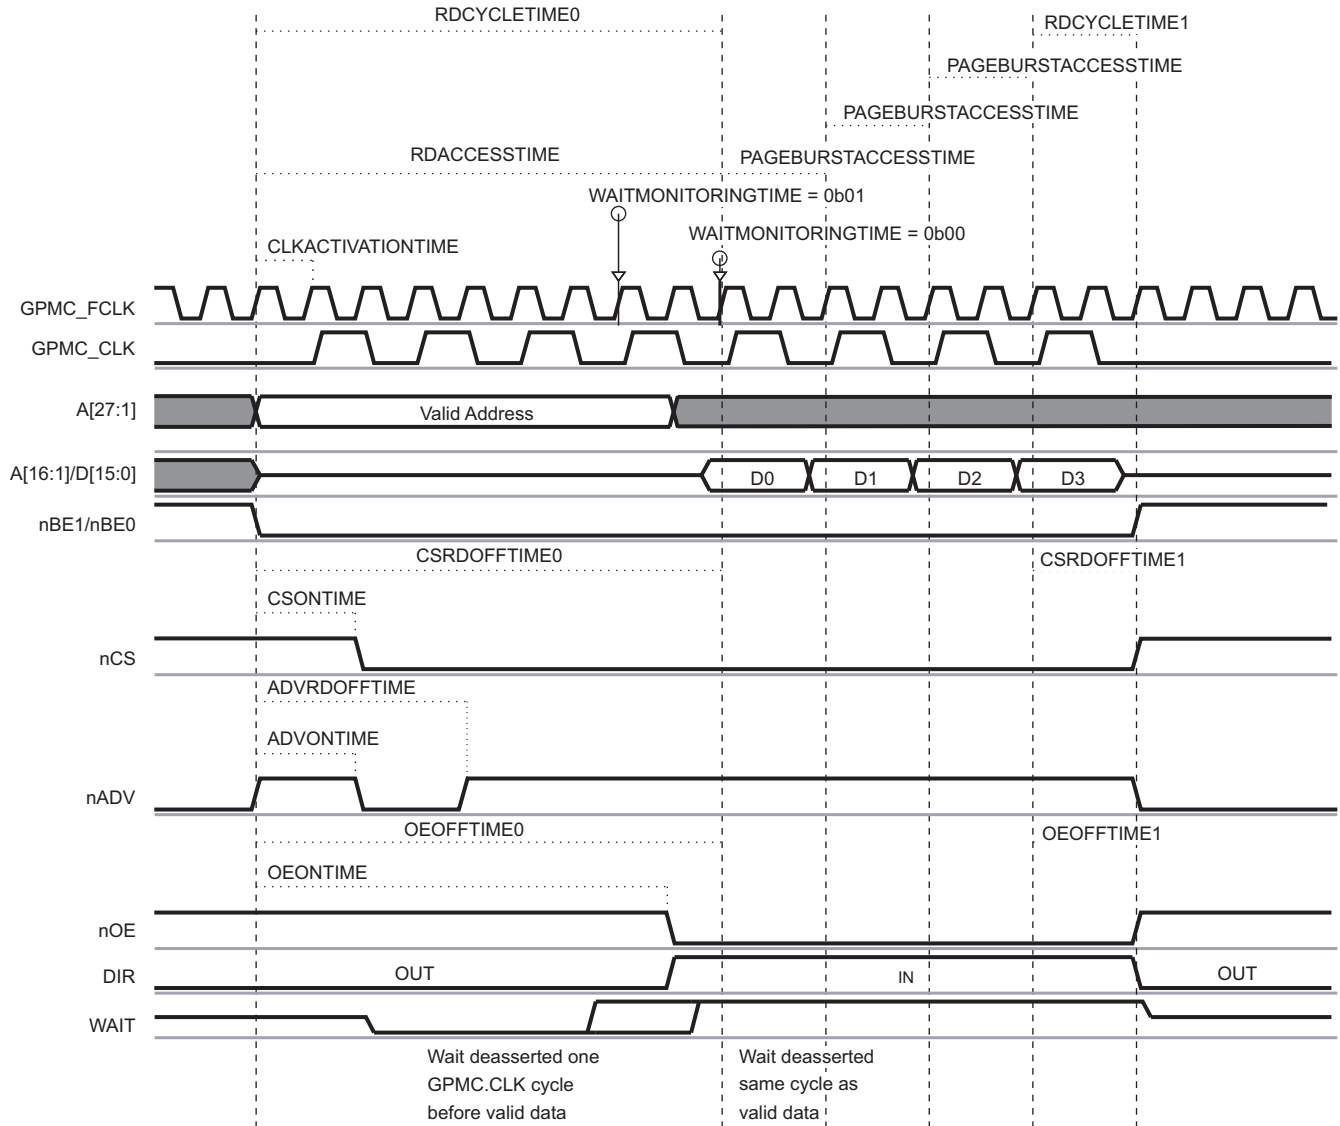 RDCYCLETIME0
RDCYCLETIME1
PAGEBURSTACCESSTIME
PAGEBURSTACCESSTIME
RDACCESSTIME
PAGEBURSTACCESSTIME
WAITMONITORINGTIME = 0b01
WAITMONITORINGTIME = 0b00
CLKACTIVATIONTIME
GPMC_FCLK
GPMC_CLK
A[27:1]
Valid Address
A[16:1]/D[15:0]
D0 D1 D2 D3
nBE1/nBE0
CSRDOFFTIME0
CSRDOFFTIME1
CSONTIME
nCS
ADVRDOFFTIME
ADVONTIME
nADV
OEOFFTIME0
OEOFFTIME1
OEONTIME
nOE
DIR
OUT IN OUT
WAIT
Wait deasserted one
GPMC.CLK cycle
before valid data
Wait deasserted
same cycle as
valid data